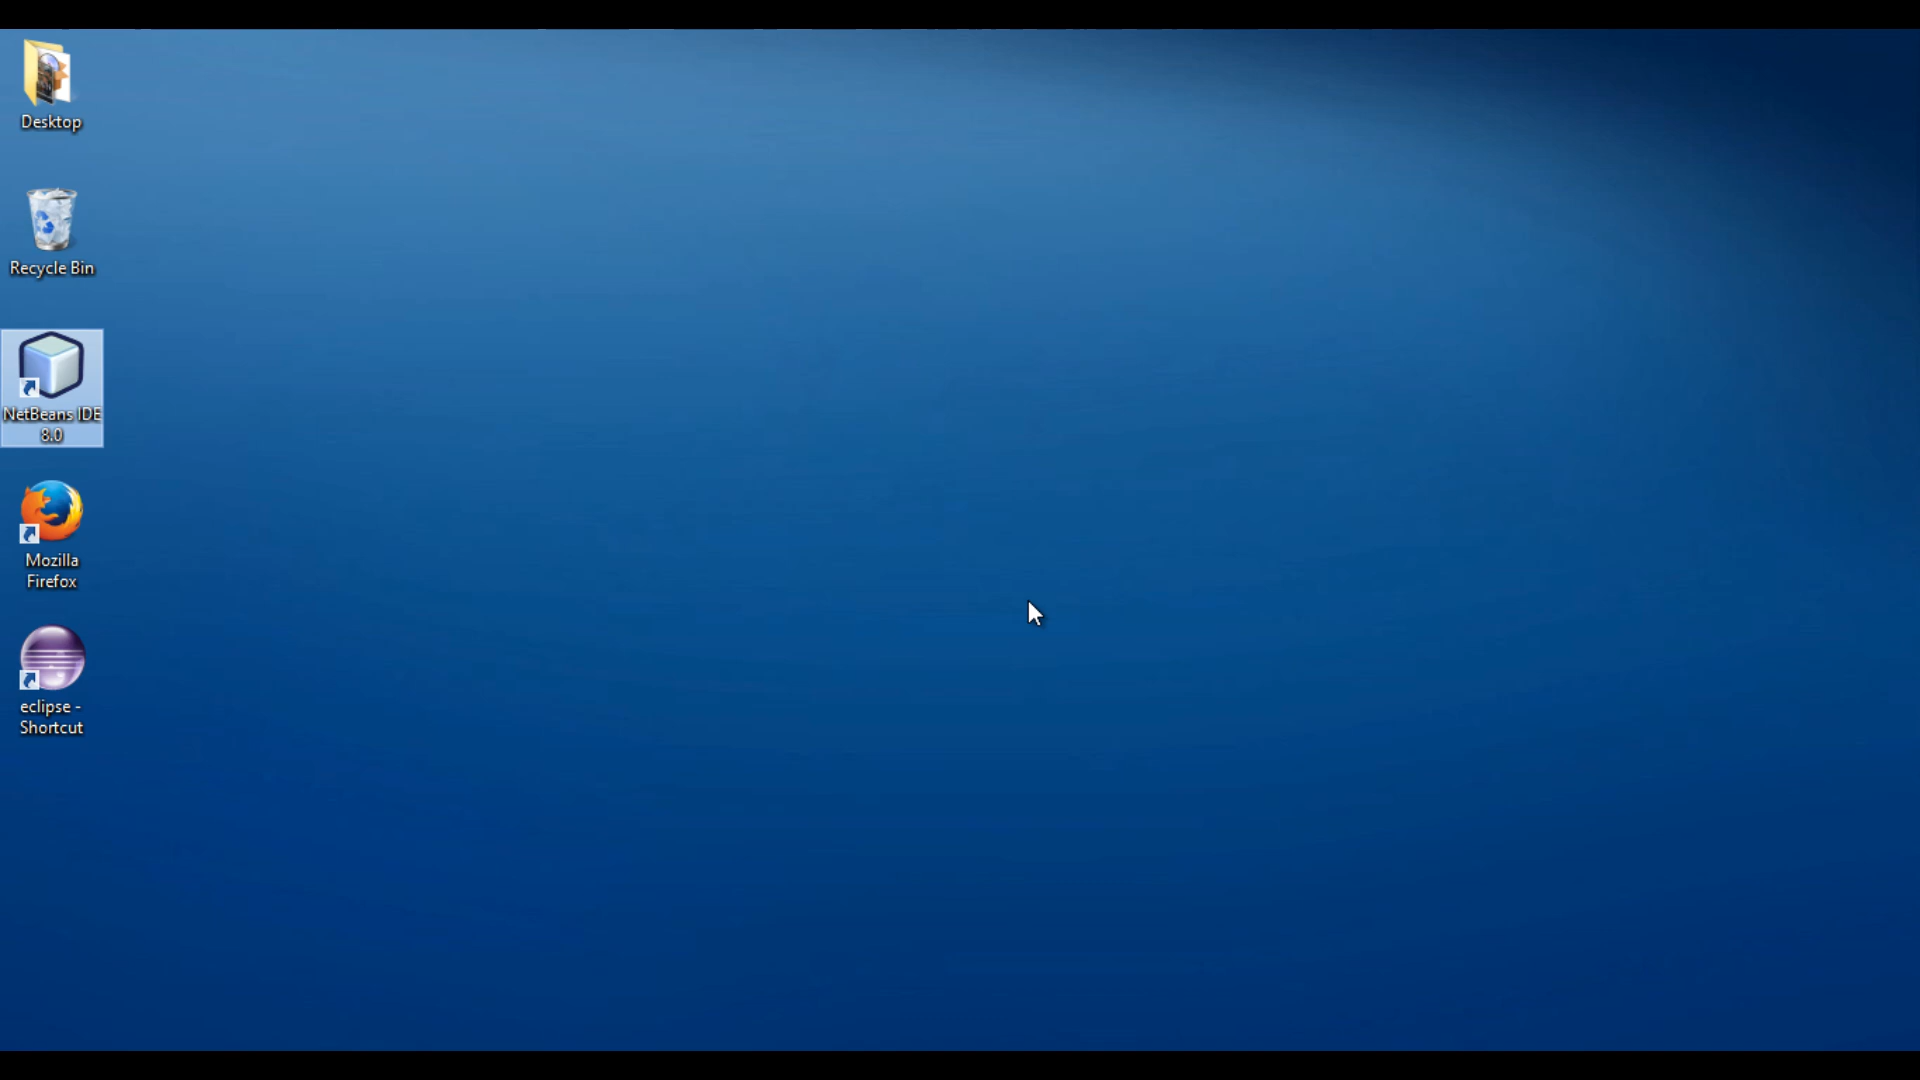 Desktop
Recycle Bin
NetBeans IDE
8.0
Mozilla
Firefox
eclipse -
Shortcut